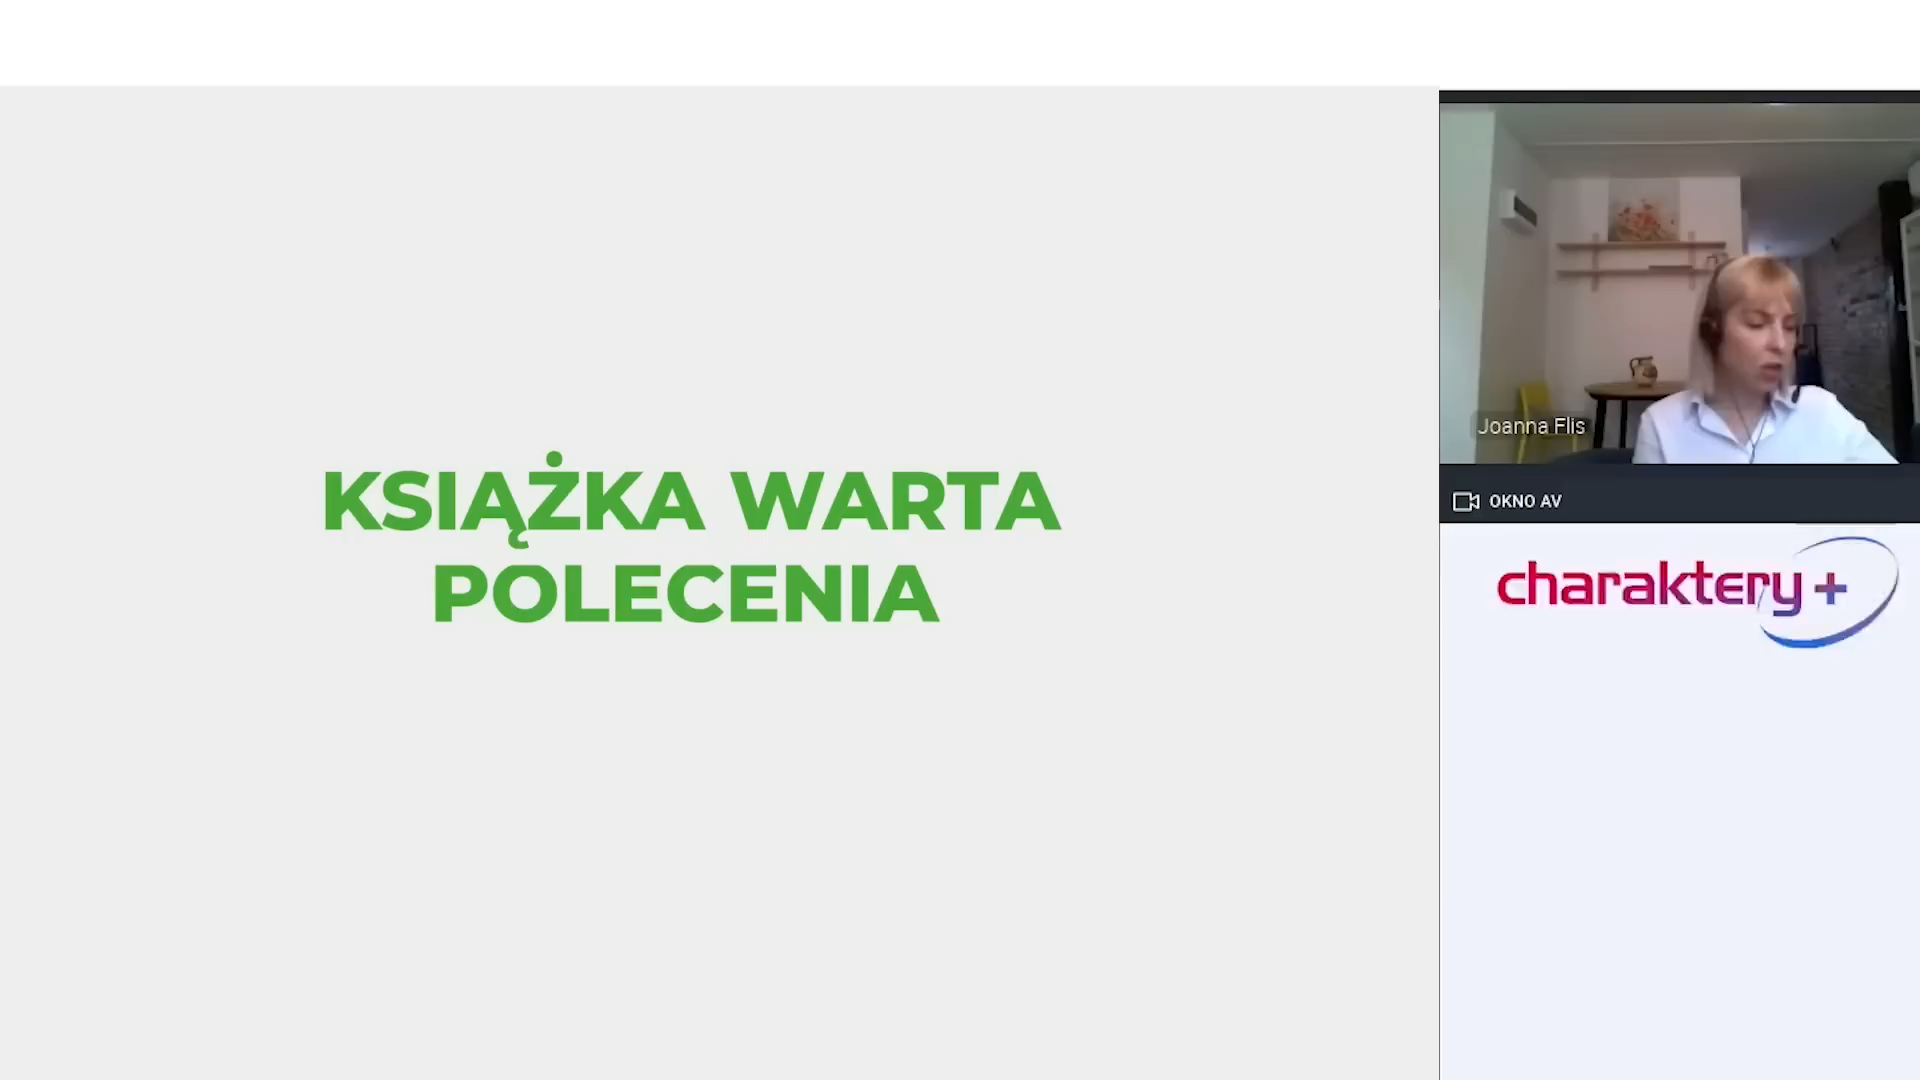 KSIĄŻKA WARTA
POLECENIA
Joanna Flis
OKNO AV
charaktery+